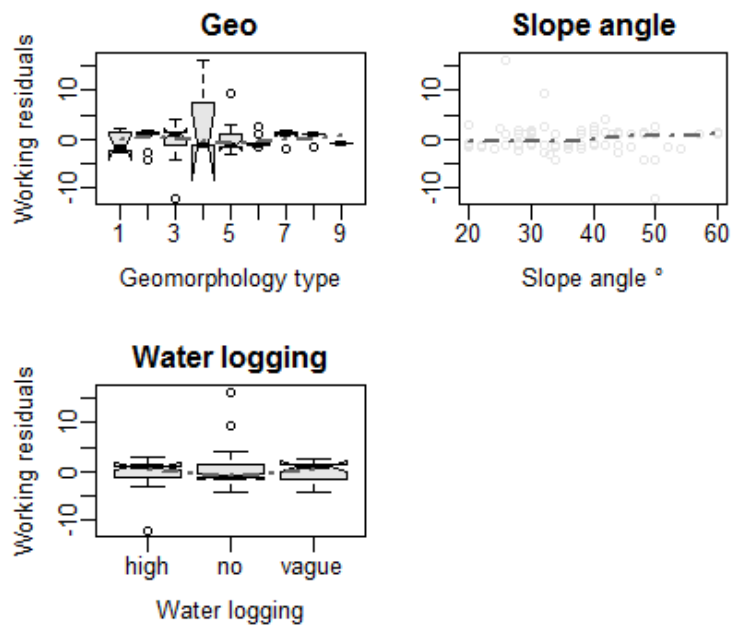 Geo
Working residuals
10
0
-10
1
3
5
7
9
Geomorphology type
Slope angle
10
0
-10
20
30
40
50
60
Slope angle °
Water logging
Working residuals
10
0
-10
high
no
vague
Water logging